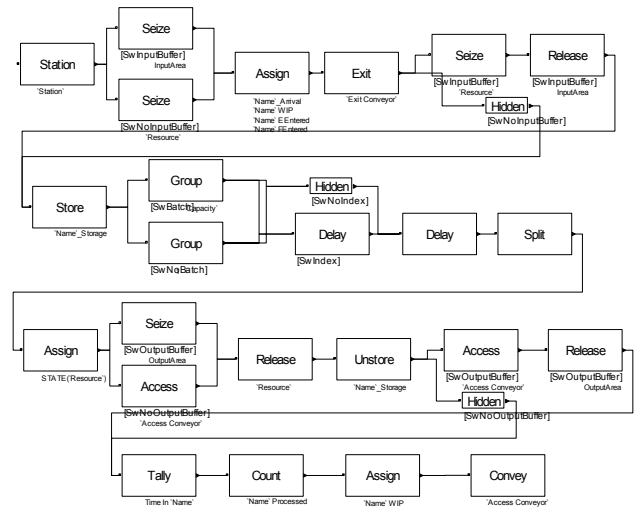 Seize
[SwInputBuffer]
InputArea
Station
`Station`
Seize
[SwNoInputBuffer]
`Resource`
Assign
`Name`_Arrival
`Name` WIP
`Name` EEntered
`Name` FEntered
Exit
`Exit Conveyor`
Seize
[SwInputBuffer]
`Resource`
Release
[SwInputBuffer]
InputArea
Hidden
[SwNoInputBuffer]
Store
`Name`_Storage
Group
[SwBatch]
`Capacity`
Group
[SwNoBatch]
1
Hidden
[SwNoIndex]
Delay
[SwIndex]
Delay
Split
Assign
STATE(`Resource`)
Seize
[SwOutputBuffer]
OutputArea
Access
[SwNoOutputBuffer]
`Access Conveyor`
Release
`Resource`
Unstore
`Name`_Storage
Access
[SwOutputBuffer]
`Access Conveyor`
Release
[SwOutputBuffer]
OutputArea
Hidden
[SwNoOutputBuffer]
Tally
Time In `Name`
Count
`Name` Processed
Assign
`Name` WIP
Convey
`Access Conveyor`